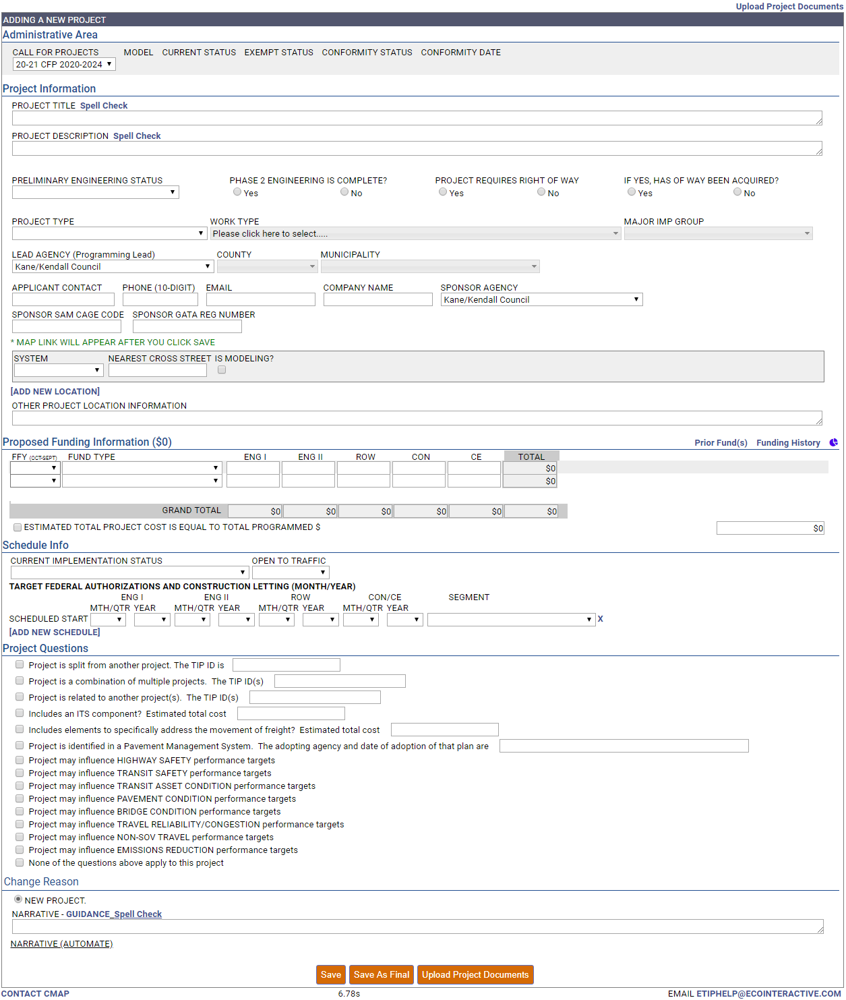 Upload Project Documents
ADDING A NEW PROJECT
Administrative Area
CALL FOR PROJECTS MODEL CURRENT STATUS EXEMPT STATUS CONFORMITY STATUS CONFORMITY DATE
20-21 CFP 2020-2024
Project Information
PROJECT TITLE Spell Check
PROJECT DESCRIPTION Spell Check
PRELIMINARY ENGINEERING STATUS PHASE 2 ENGINEERING IS COMPLETE? PROJECT REQUIRES RIGHT OF WAY IF YES, HAS OF WAY BEEN ACQUIRED?
Yes No Yes No Yes No
PROJECT TYPE WORK TYPE MAJOR IMP GROUP
Please click here to select.....
LEAD AGENCY (Programming Lead) COUNTY MUNICIPALITY
Kane/Kendall Council
APPLICANT CONTACT PHONE (10-DIGIT) EMAIL COMPANY NAME SPONSOR AGENCY
Kane/Kendall Council
SPONSOR SAM CAGE CODE SPONSOR GATA REG NUMBER
* MAP LINK WILL APPEAR AFTER YOU CLICK SAVE
SYSTEM NEAREST CROSS STREET IS MODELING?
[ADD NEW LOCATION]
OTHER PROJECT LOCATION INFORMATION
Proposed Funding Information ($0) Prior Fund(s) Funding History
FFY (OCT-SEPT) FUND TYPE ENG I ENG II ROW CON CE TOTAL
$0
$0
GRAND TOTAL $0 $0 $0 $0 $0 $0
ESTIMATED TOTAL PROJECT COST IS EQUAL TO TOTAL PROGRAMMED $ $0
Schedule Info
CURRENT IMPLEMENTATION STATUS OPEN TO TRAFFIC
TARGET FEDERAL AUTHORIZATIONS AND CONSTRUCTION LETTING (MONTH/YEAR)
ENG I ENG II ROW CON/CE SEGMENT
MTH/QTR YEAR MTH/QTR YEAR MTH/QTR YEAR MTH/QTR YEAR
SCHEDULED START X
[ADD NEW SCHEDULE]
Project Questions
Project is split from another project. The TIP ID is
Project is a combination of multiple projects. The TIP ID(s)
Project is related to another project(s). The TIP ID(s)
Includes an ITS component? Estimated total cost
Includes elements to specifically address the movement of freight? Estimated total cost
Project is identified in a Pavement Management System. The adopting agency and date of adoption of that plan are
Project may influence HIGHWAY SAFETY performance targets
Project may influence TRANSIT SAFETY performance targets
Project may influence TRANSIT ASSET CONDITION performance targets
Project may influence PAVEMENT CONDITION performance targets
Project may influence BRIDGE CONDITION performance targets
Project may influence TRAVEL RELIABILITY/CONGESTION performance targets
Project may influence NON-SOV TRAVEL performance targets
Project may influence EMISSIONS REDUCTION performance targets
None of the questions above apply to this project
Change Reason
NEW PROJECT.
NARRATIVE - GUIDANCE Spell Check
NARRATIVE (AUTOMATE)
Save Save As Final Upload Project Documents
CONTACT CMAP 6.78s EMAIL ETIPHELP@ECOINTERACTIVE.COM